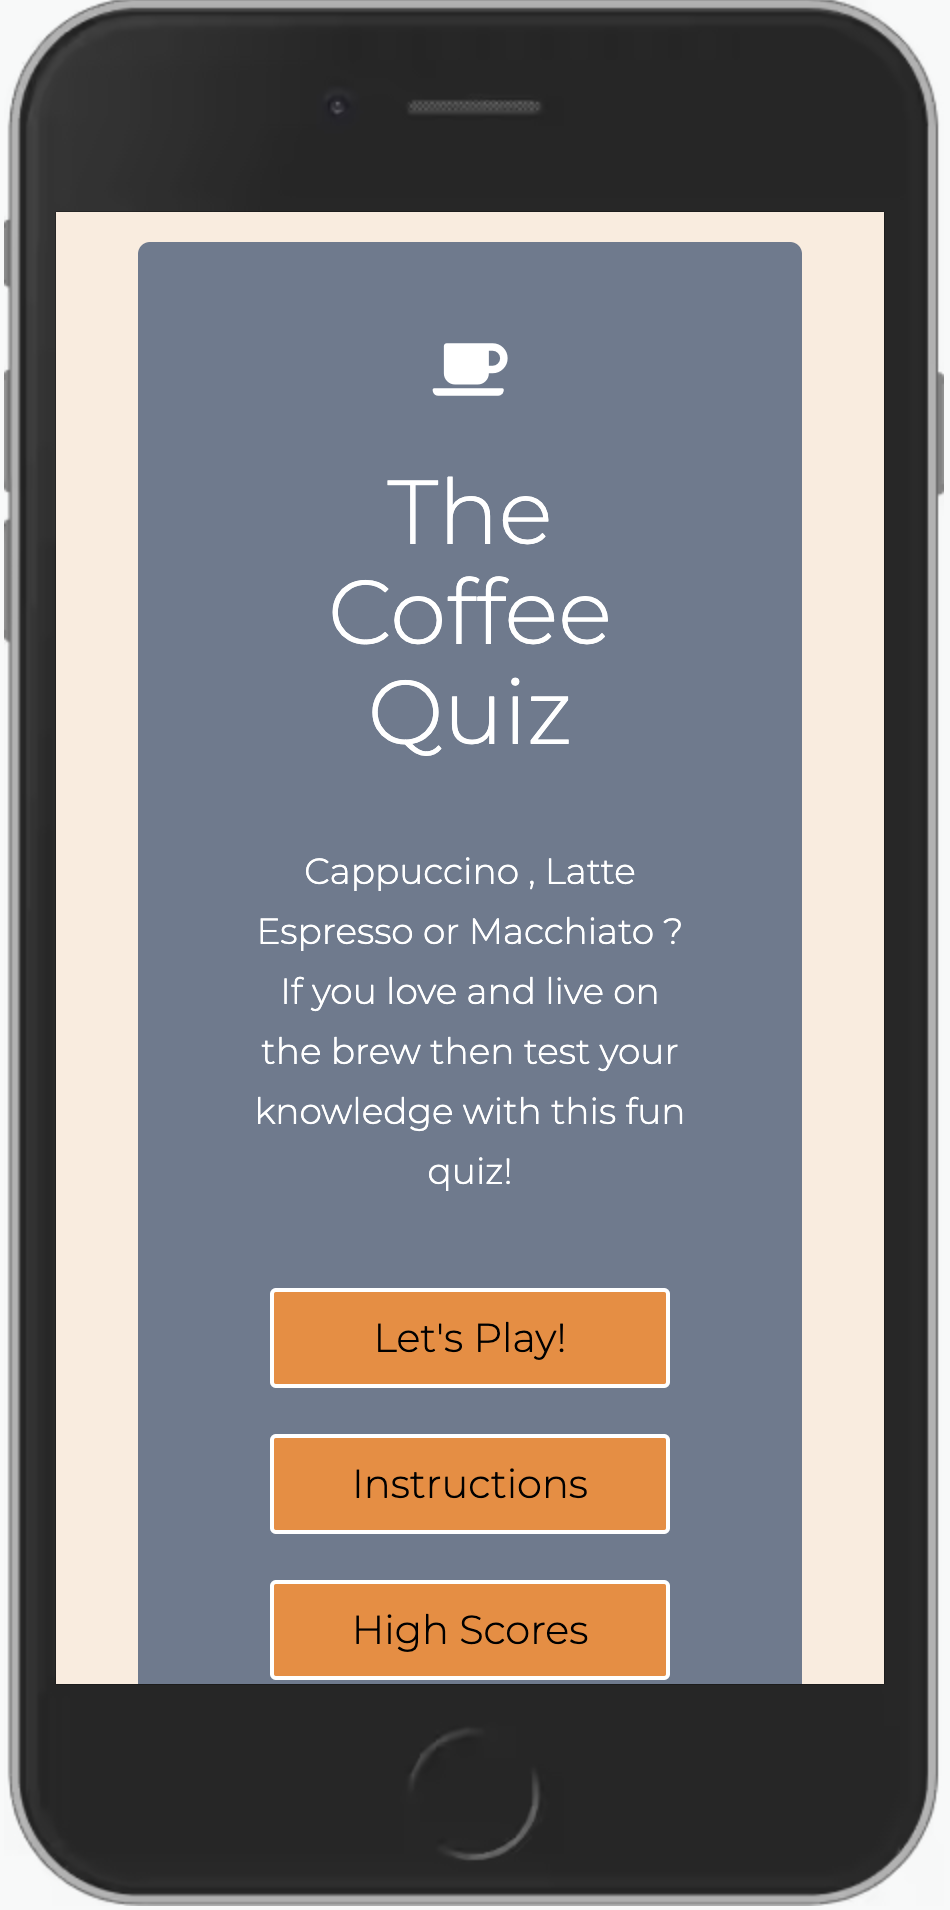 The
Coffee
Quiz
Cappuccino , Latte
Espresso or Macchiato ?
If you love and live on
the brew then test your
knowledge with this fun
quiz!
Let's Play!
Instructions
High Scores